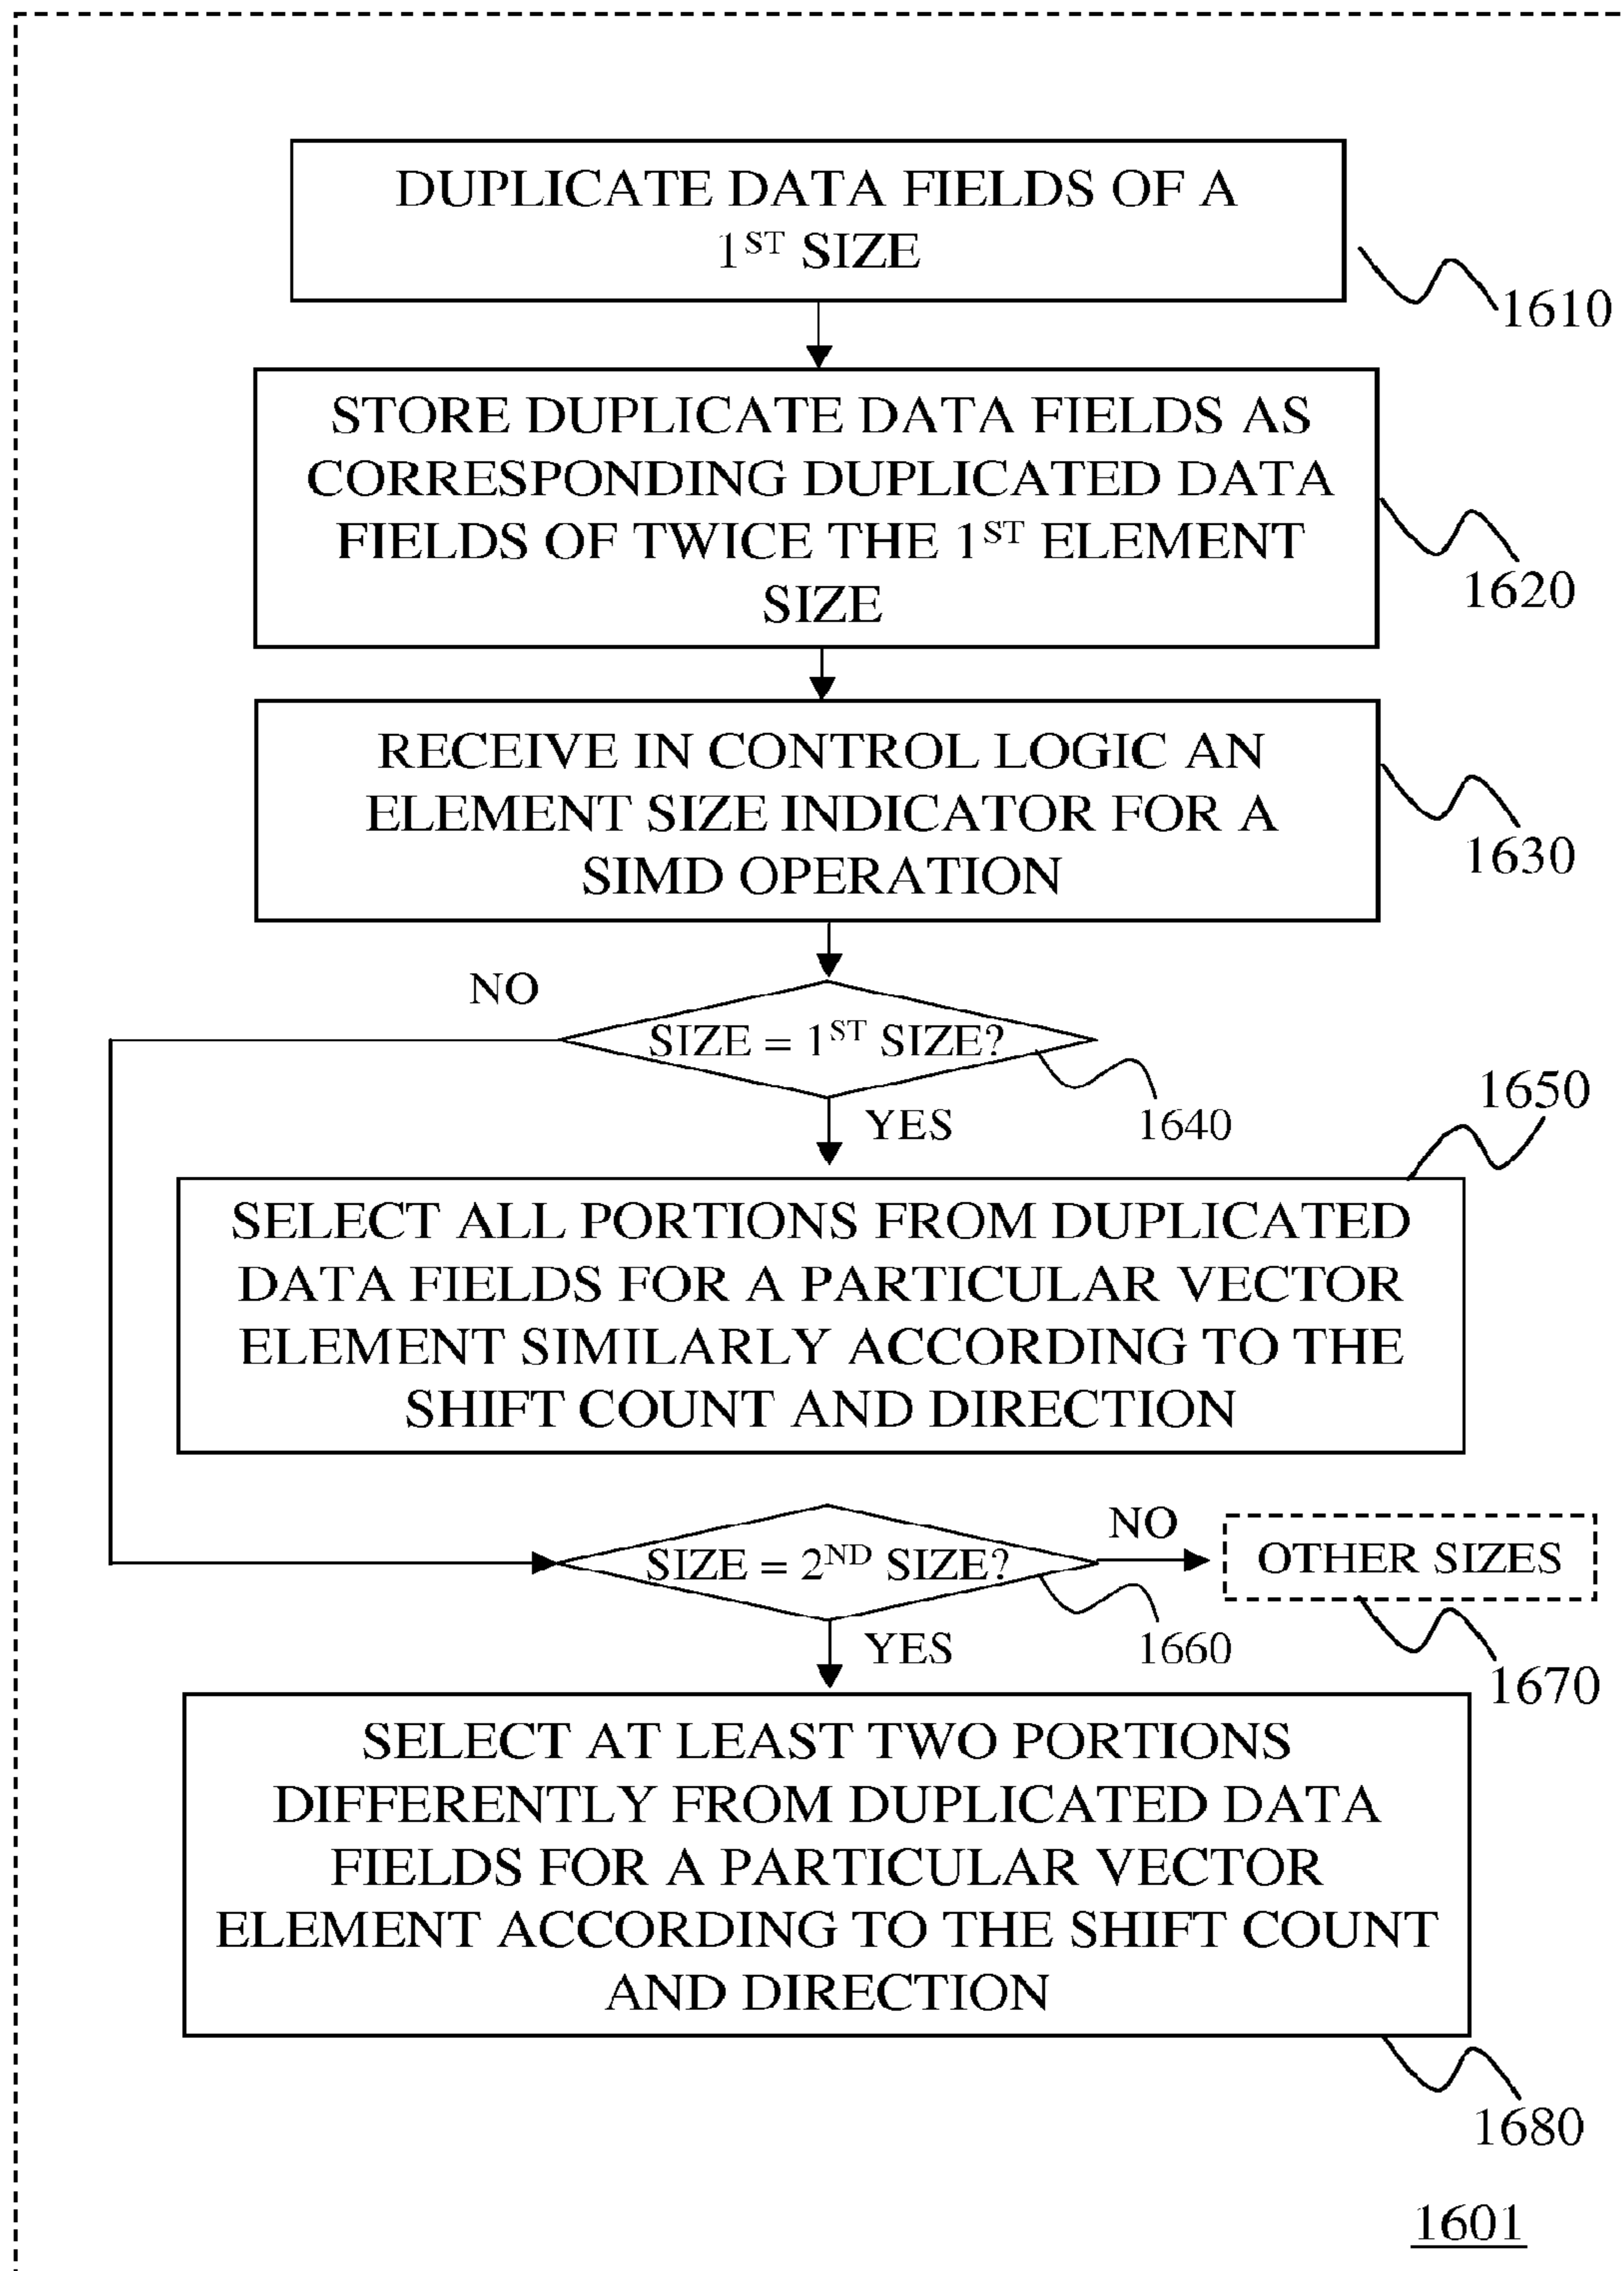 DUPLICATE DATA FIELDS OF A
1ST SIZE
1610
STORE DUPLICATE DATA FIELDS AS
CORRESPONDING DUPLICATED DATA
FIELDS OF TWICE THE 1ST ELEMENT
SIZE
1620
RECEIVE IN CONTROL LOGIC AN
ELEMENT SIZE INDICATOR FOR A
SIMD OPERATION
1630
NO
SIZE = 1ST SIZE?
1640
YES
1650
SELECT ALL PORTIONS FROM DUPLICATED
DATA FIELDS FOR A PARTICULAR VECTOR
ELEMENT SIMILARLY ACCORDING TO THE
SHIFT COUNT AND DIRECTION
SIZE = 2ND SIZE?
NO
OTHER SIZES
1660
YES
1670
SELECT AT LEAST TWO PORTIONS
DIFFERENTLY FROM DUPLICATED DATA
FIELDS FOR A PARTICULAR VECTOR
ELEMENT ACCORDING TO THE SHIFT COUNT
AND DIRECTION
1680
1601